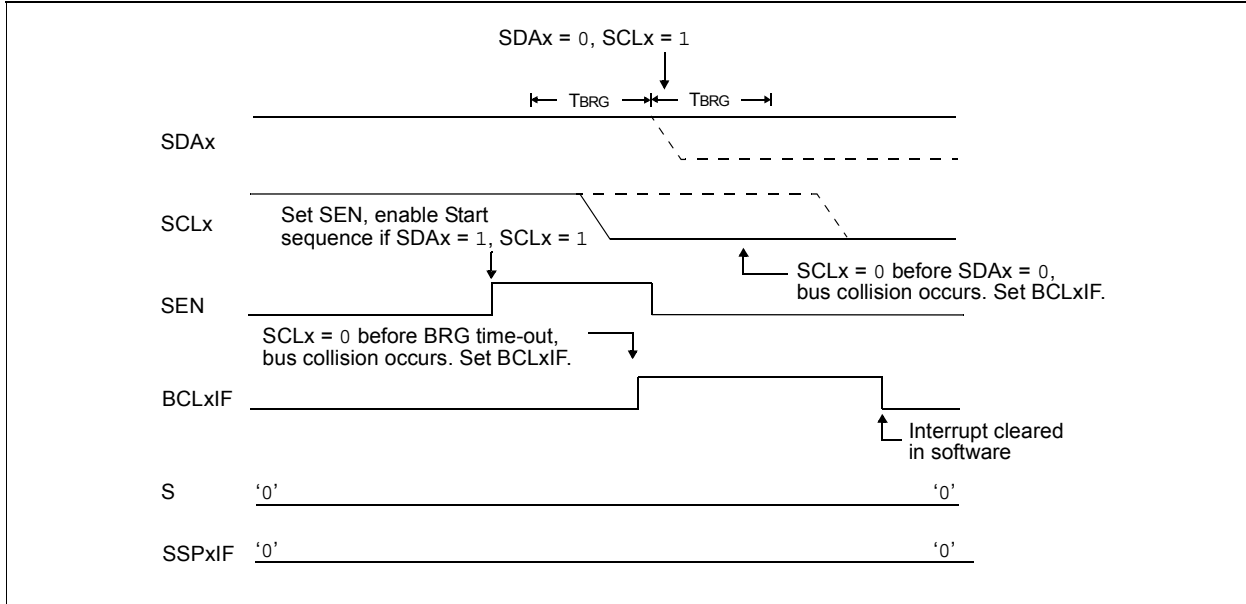 SDAx = 0, SCLx = 1
TBRG TBRG
SDAx
SCLx
Set SEN, enable Start
sequence if SDAx = 1, SCLx = 1
SCLx = 0 before SDAx = 0,
bus collision occurs. Set BCLxIF.
SEN
SCLx = 0 before BRG time-out,
bus collision occurs. Set BCLxIF.
BCLxIF
Interrupt cleared
in software
S ‘0’ ‘0’
SSPxIF ‘0’ ‘0’